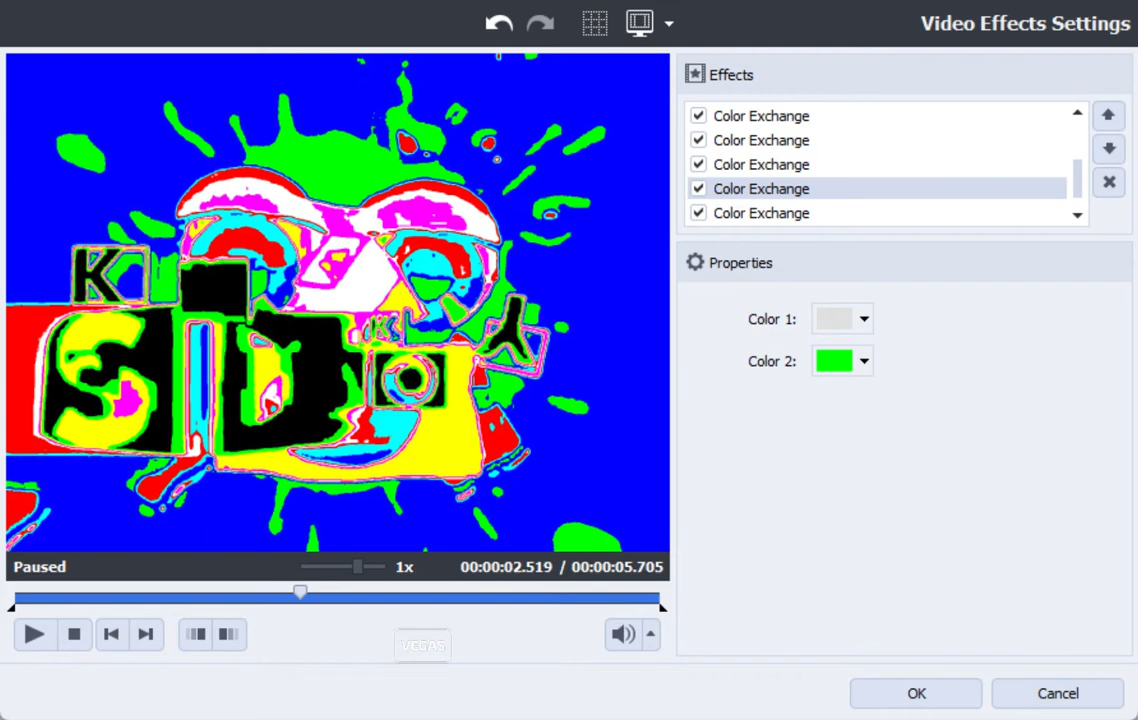 Video Effects Settings
Effects
Color Exchange
Color Exchange
Color Exchange
Color Exchange
Color Exchange
Properties
Color 1:
Color 2:
K
S
O
Paused
1x
00:00:02.519 / 00:00:05.705
VEGAS
OK
Cancel